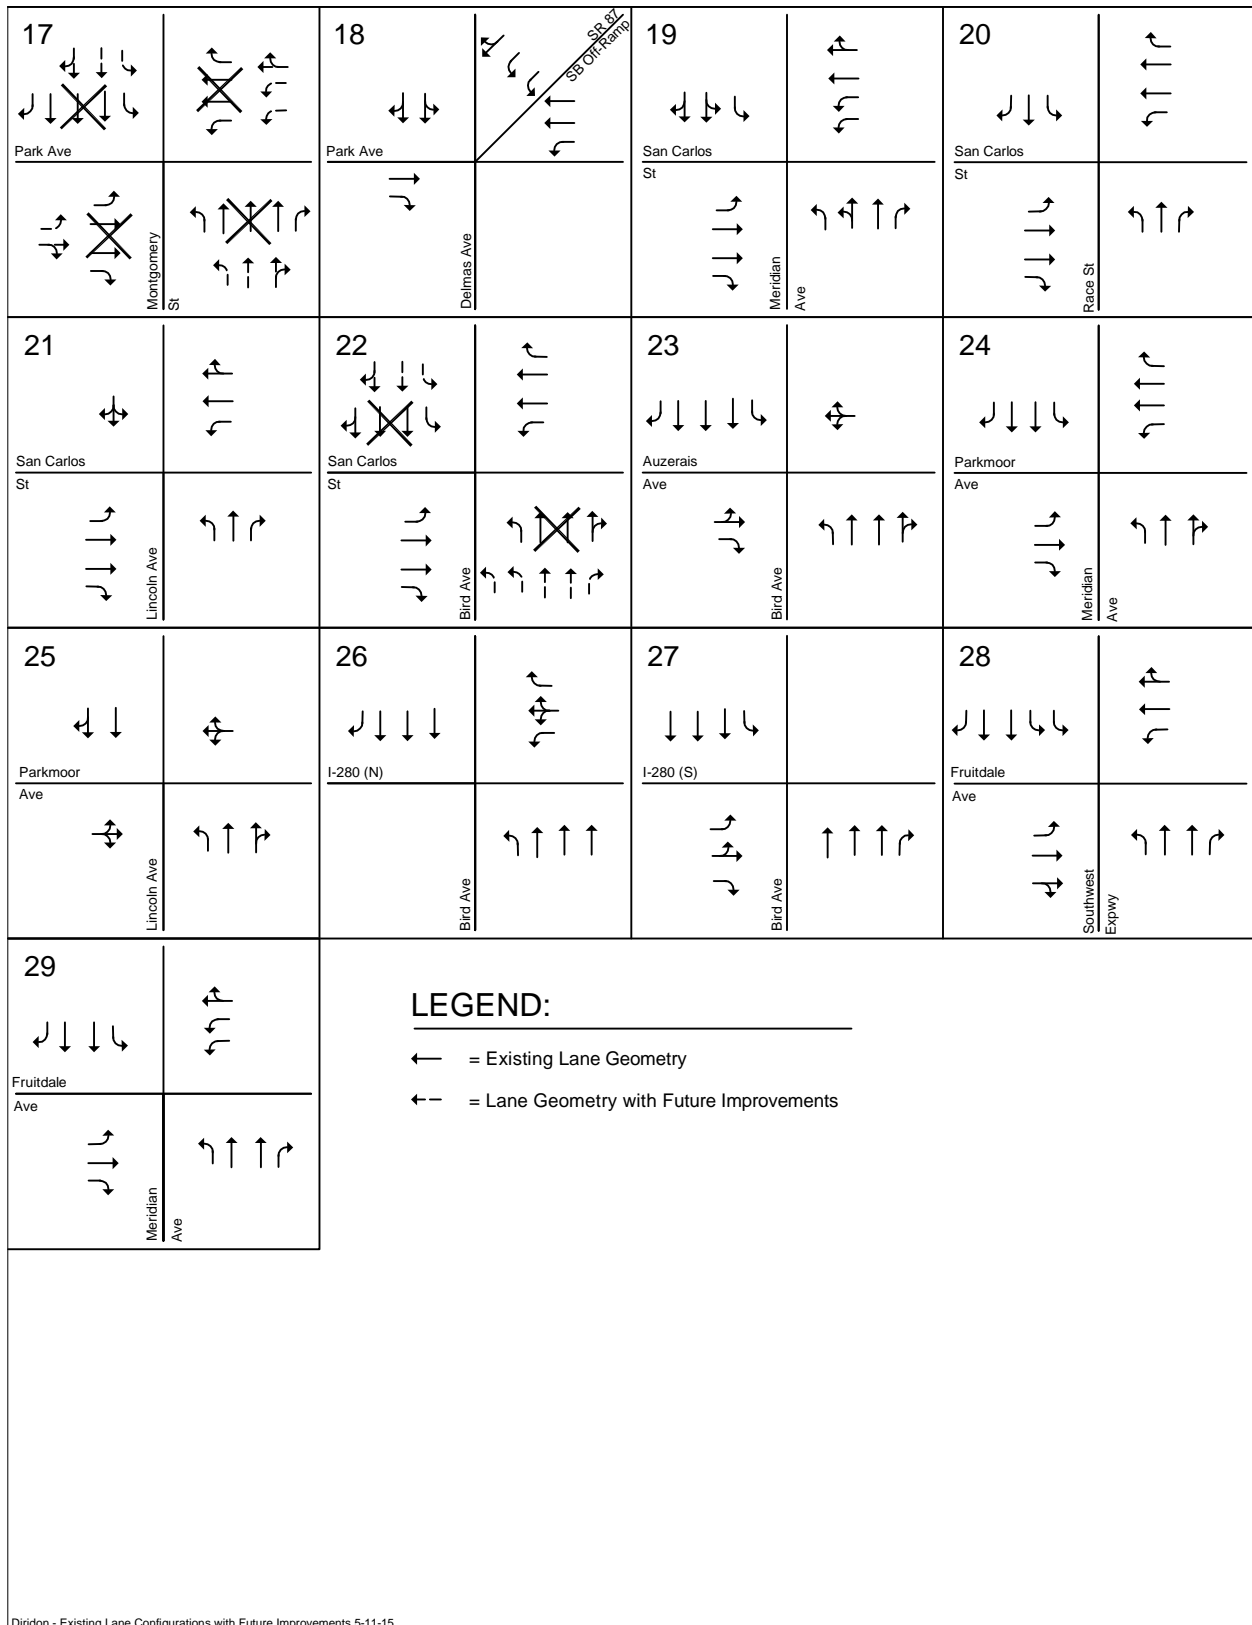 17
Park Ave
Montgomery
St
18
SR 87
SB Off-Ramp
Park Ave
Delmas Ave
19
San Carlos
St
Meridian
Ave
20
San Carlos
St
Race St
21
San Carlos
St
Lincoln Ave
22
San Carlos
St
Bird Ave
23
Auzerais
Ave
Bird Ave
24
Parkmoor
Ave
Meridian
Ave
25
Parkmoor
Ave
Lincoln Ave
26
I-280 (N)
Bird Ave
27
I-280 (S)
Bird Ave
28
Fruitdale
Ave
Southwest
Expwy
29
Fruitdale
Ave
Meridian
Ave
LEGEND:
= Existing Lane Geometry
= Lane Geometry with Future Improvements
Diridon - Existing Lane Configurations with Future Improvements 5-11-15